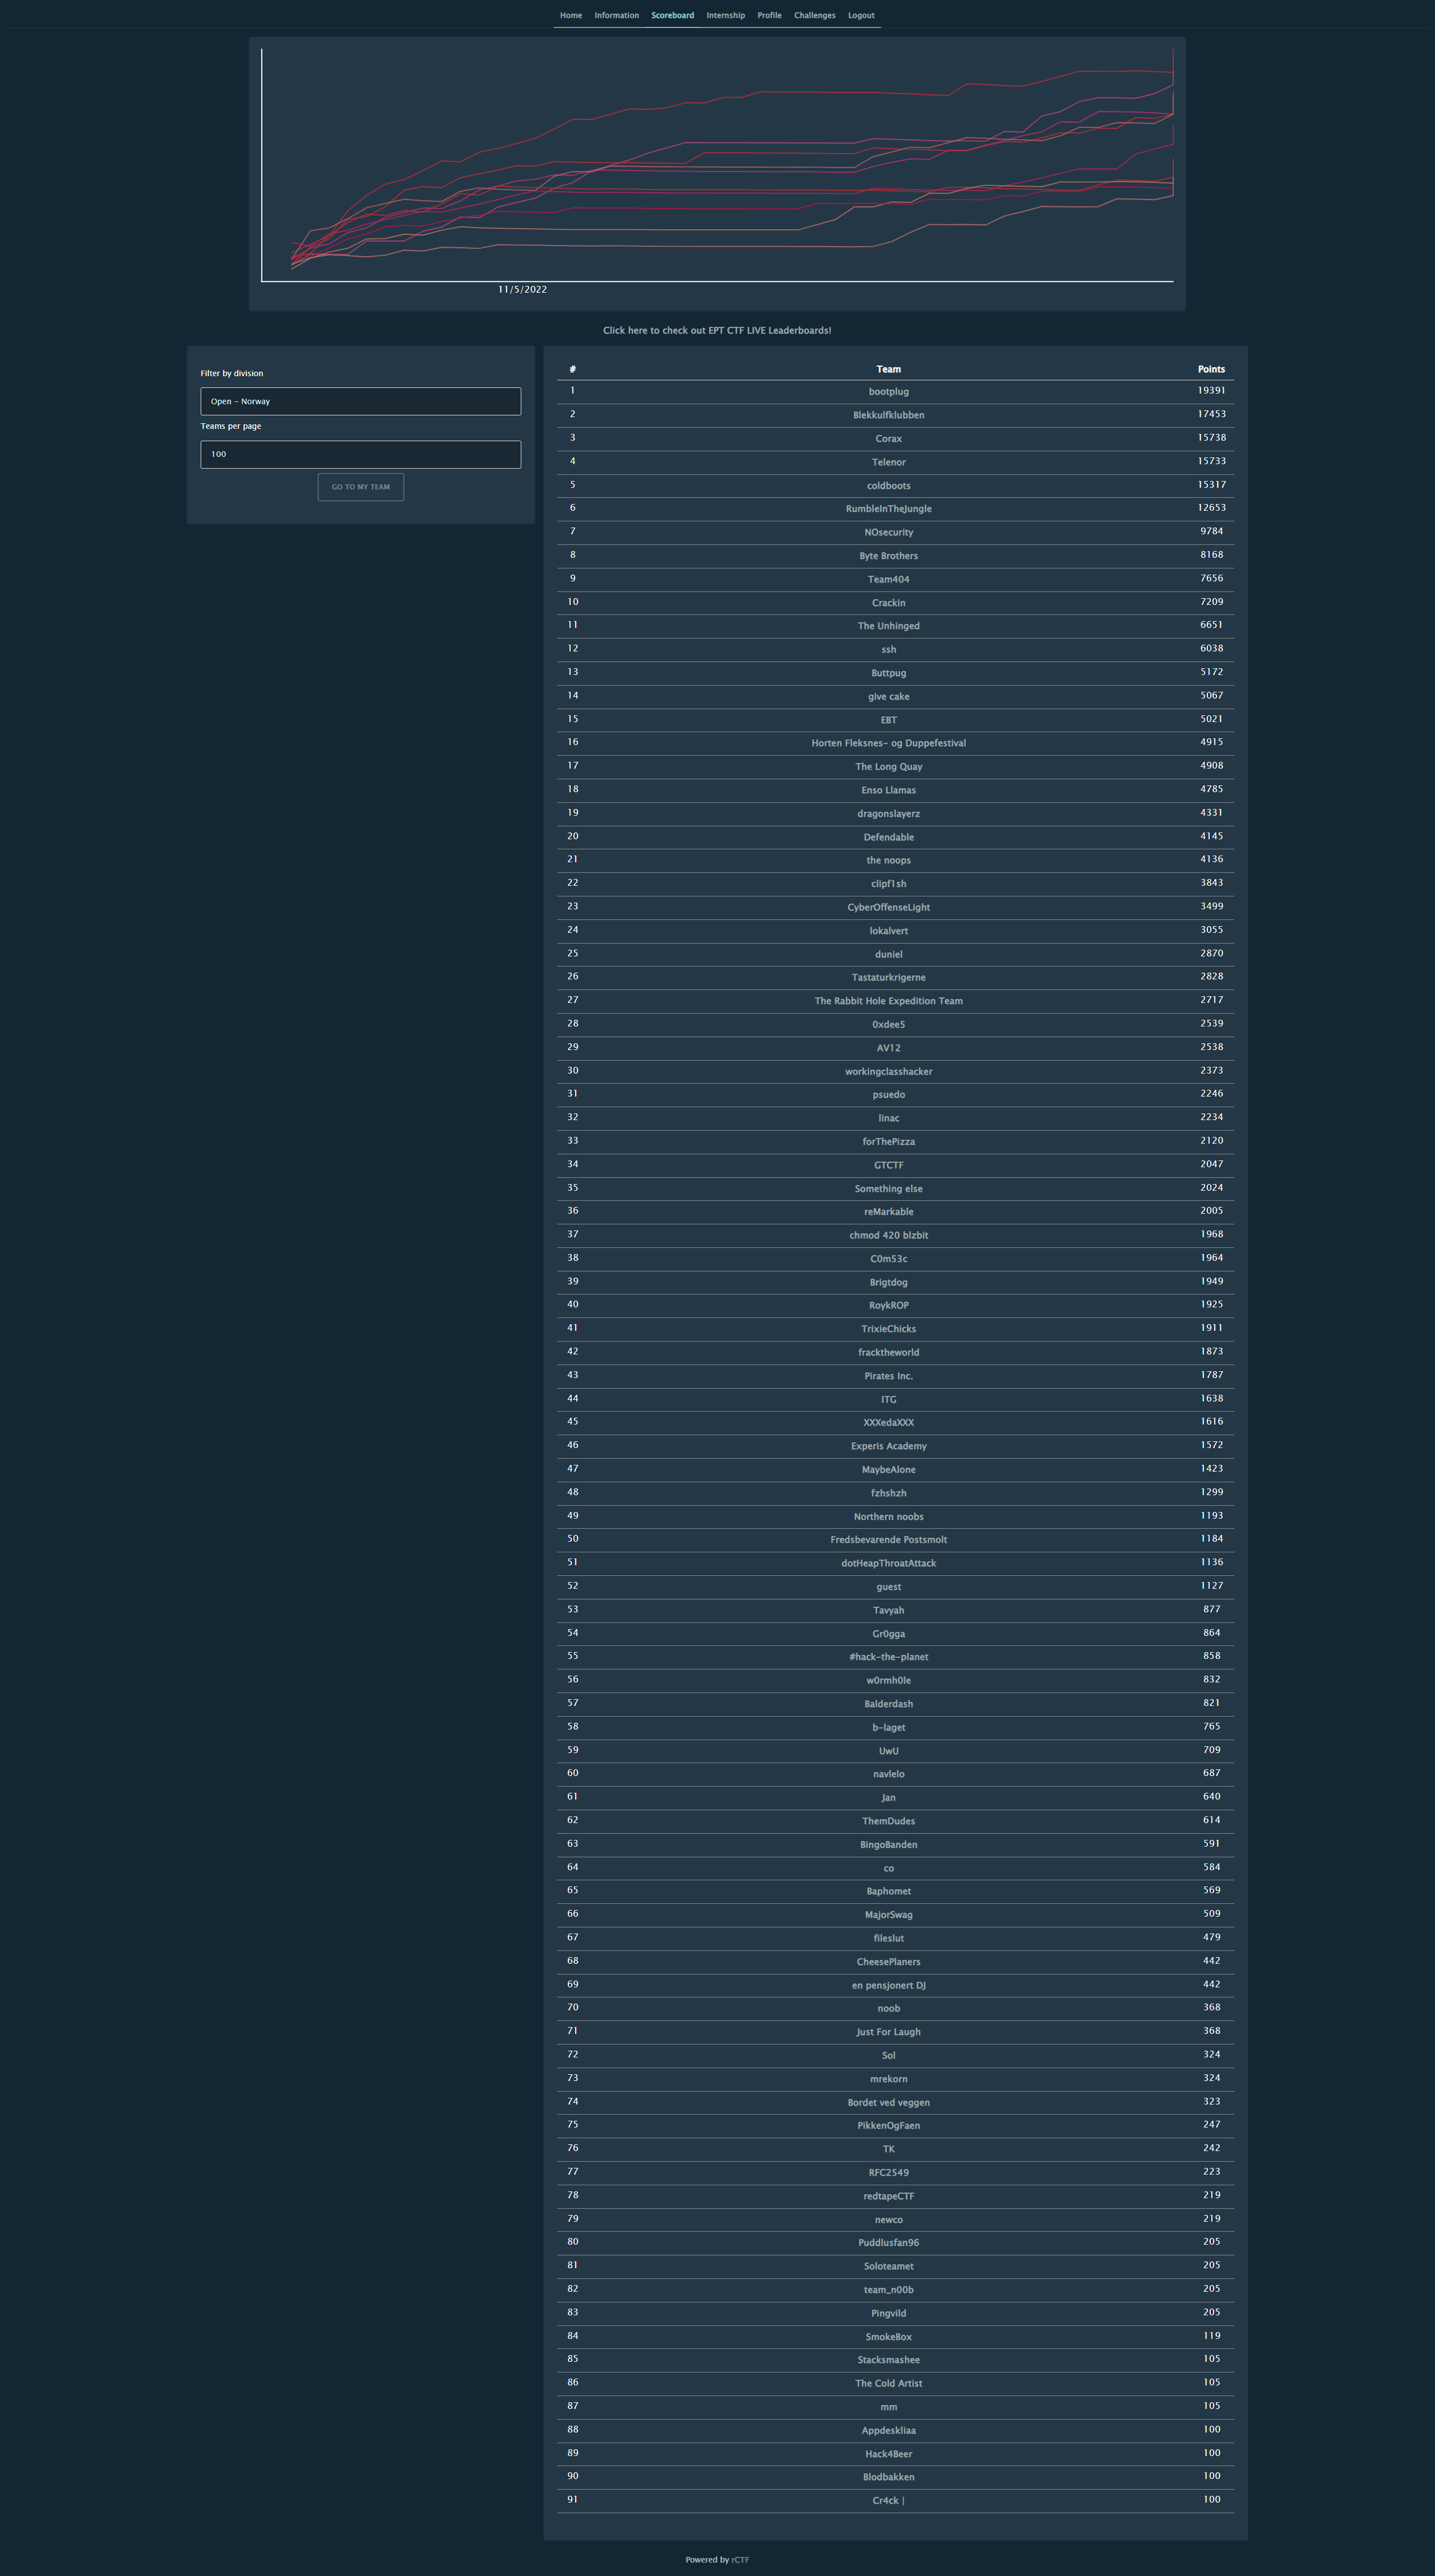 Home Information Scoreboard Internship Profile Challenges Logout
11/5/2022
Click here to check out EPT CTF LIVE Leaderboards!
Filter by division
Open - Norway
Teams per page
100
GO TO MY TEAM
# Team Points
1 bootplug 19391
2 Blekkulfklubben 17453
3 Corax 15738
4 Telenor 15733
5 coldboots 15317
6 RumbleInTheJungle 12653
7 NOsecurity 9784
8 Byte Brothers 8168
9 Team404 7656
10 Crackin 7209
11 The Unhinged 6651
12 ssh 6038
13 Buttpug 5172
14 give cake 5067
15 EBT 5021
16 Horten Fleksnes- og Duppefestival 4915
17 The Long Quay 4908
18 Enso Llamas 4785
19 dragonslayerz 4331
20 Defendable 4145
21 the noops 4136
22 clipf1sh 3843
23 CyberOffenseLight 3499
24 lokalvert 3055
25 duniel 2870
26 Tastaturkrigerne 2828
27 The Rabbit Hole Expedition Team 2717
28 0xdee5 2539
29 AV12 2538
30 workingclasshacker 2373
31 psuedo 2246
32 linac 2234
33 forThePizza 2120
34 GTCTF 2047
35 Something else 2024
36 reMarkable 2005
37 chmod 420 blzbit 1968
38 C0m53c 1964
39 Brigtdog 1949
40 RoykROP 1925
41 TrixieChicks 1911
42 fracktheworld 1873
43 Pirates Inc. 1787
44 ITG 1638
45 XXXedaXXX 1616
46 Experis Academy 1572
47 MaybeAlone 1423
48 fzhshzh 1299
49 Northern noobs 1193
50 Fredsbevarende Postsmolt 1184
51 dotHeapThroatAttack 1136
52 guest 1127
53 Tavyah 877
54 Gr0gga 864
55 #hack-the-planet 858
56 w0rmh0le 832
57 Balderdash 821
58 b-laget 765
59 UwU 709
60 navlelo 687
61 Jan 640
62 ThemDudes 614
63 BingoBanden 591
64 co 584
65 Baphomet 569
66 MajorSwag 509
67 fileslut 479
68 CheesePlaners 442
69 en pensjonert DJ 442
70 noob 368
71 Just For Laugh 368
72 Sol 324
73 mrekorn 324
74 Bordet ved veggen 323
75 PikkenOgFaen 247
76 TK 242
77 RFC2549 223
78 redtapeCTF 219
79 newco 219
80 Puddlusfan96 205
81 Soloteamet 205
82 team_n00b 205
83 Pingvild 205
84 SmokeBox 119
85 Stacksmashee 105
86 The Cold Artist 105
87 mm 105
88 Appdeskliaa 100
89 Hack4Beer 100
90 Blodbakken 100
91 Cr4ck | 100
Powered by rCTF